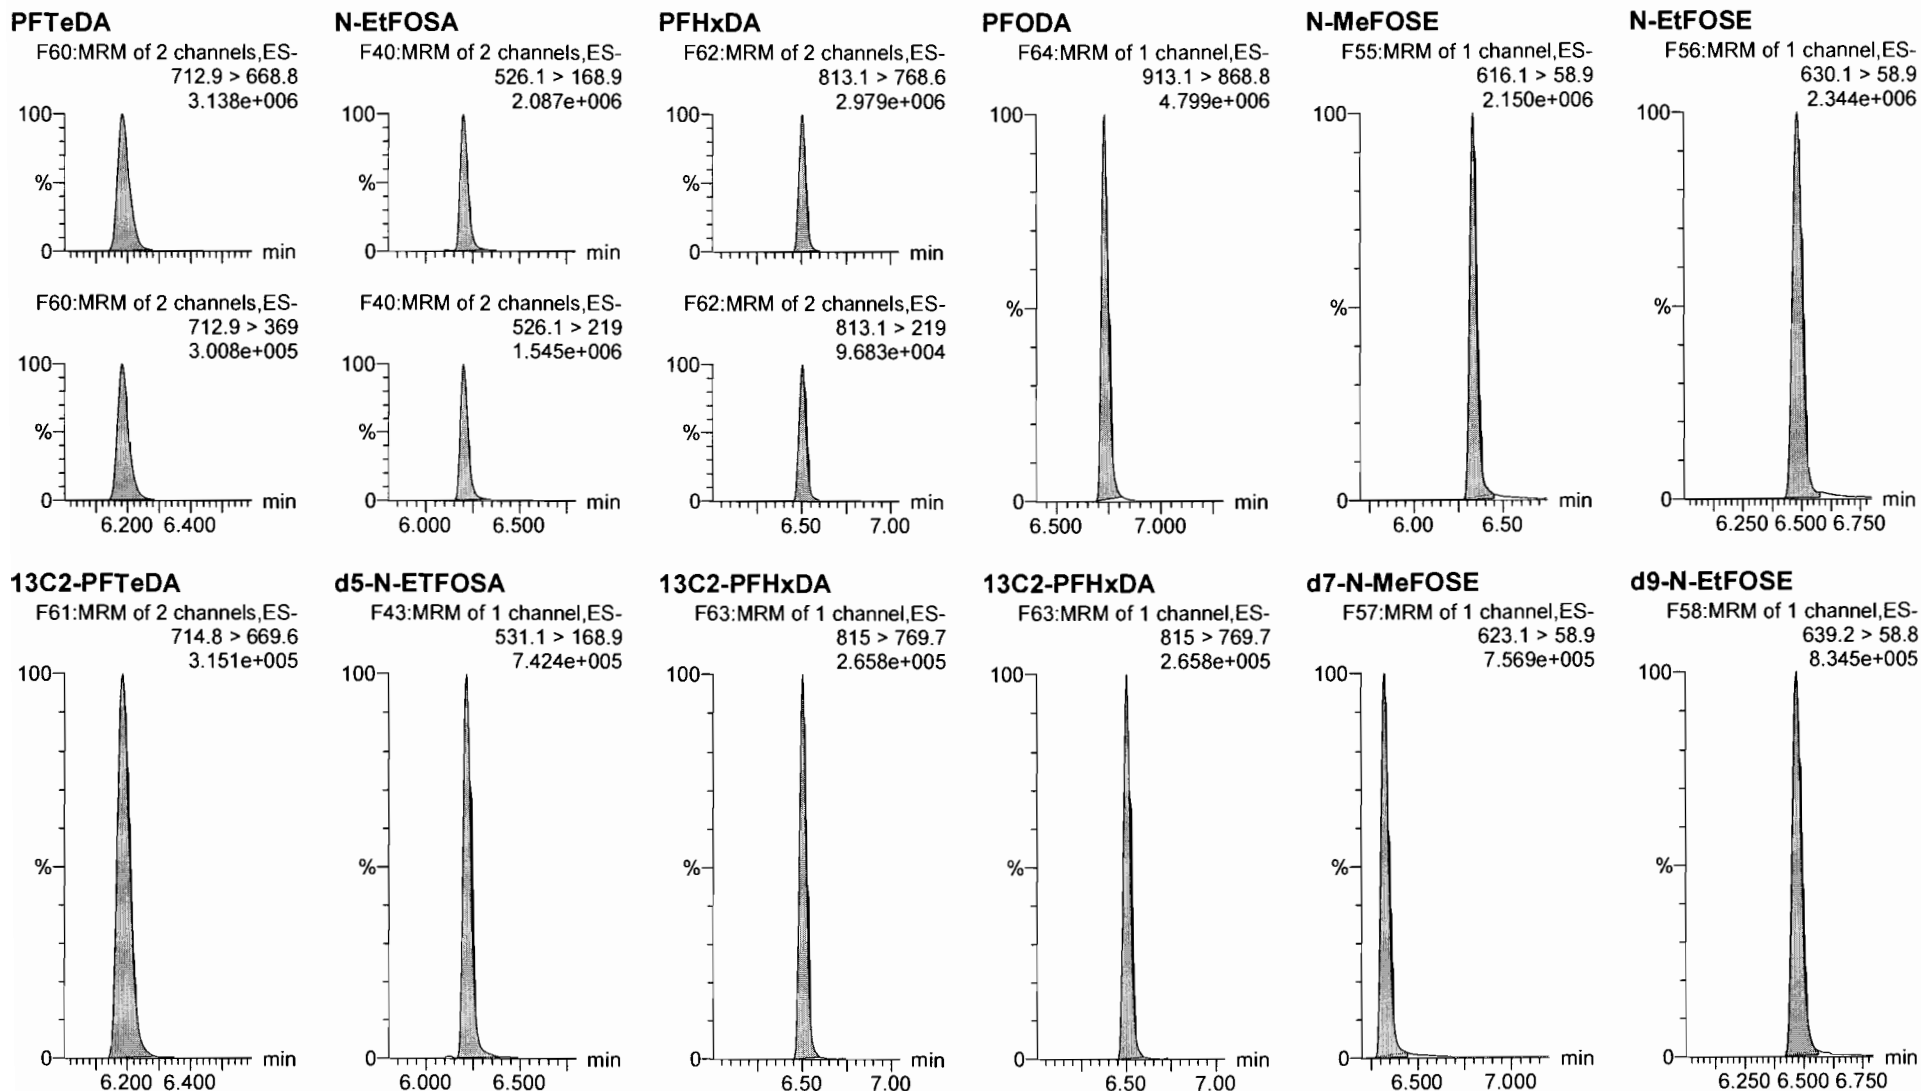 PFTeDA
F60:MRM of 2 channels,ES-
712.9 > 668.8
3.138e+006
100
%
0
min
F60:MRM of 2 channels,ES-
712.9 > 369
3.008e+005
100
%
0
min
6.200 6.400
N-EtFOSA
F40:MRM of 2 channels,ES-
526.1 > 168.9
2.087e+006
100
%
0
min
F40:MRM of 2 channels,ES-
526.1 > 219
1.545e+006
100
%
0
min
6.000 6.500
PFHxDA
F62:MRM of 2 channels,ES-
813.1 > 768.6
2.979e+006
100
%
0
min
F62:MRM of 2 channels,ES-
813.1 > 219
9.683e+004
100
%
0
min
6.50 7.00
PFODA
F64:MRM of 1 channel,ES-
913.1 > 868.8
4.799e+006
100
%
0
min
6.500 7.000
N-MeFOSE
F55:MRM of 1 channel,ES-
616.1 > 58.9
2.150e+006
100
%
0
min
6.00 6.50
N-EtFOSE
F56:MRM of 1 channel,ES-
630.1 > 58.9
2.344e+006
100
%
0
min
6.250 6.500 6.750
13C2-PFTeDA
F61:MRM of 2 channels,ES-
714.8 > 669.6
3.151e+005
100
%
0
min
6.200 6.400
d5-N-ETFOSA
F43:MRM of 1 channel,ES-
531.1 > 168.9
7.424e+005
100
%
0
min
6.000 6.500
13C2-PFHxDA
F63:MRM of 1 channel,ES-
815 > 769.7
2.658e+005
100
%
0
min
6.50 7.00
13C2-PFHxDA
F63:MRM of 1 channel,ES-
815 > 769.7
2.658e+005
100
%
0
min
6.50 7.00
d7-N-MeFOSE
F57:MRM of 1 channel,ES-
623.1 > 58.9
7.569e+005
100
%
0
min
6.500 7.000
d9-N-EtFOSE
F58:MRM of 1 channel,ES-
639.2 > 58.8
8.345e+005
100
%
0
min
6.250 6.500 6.750